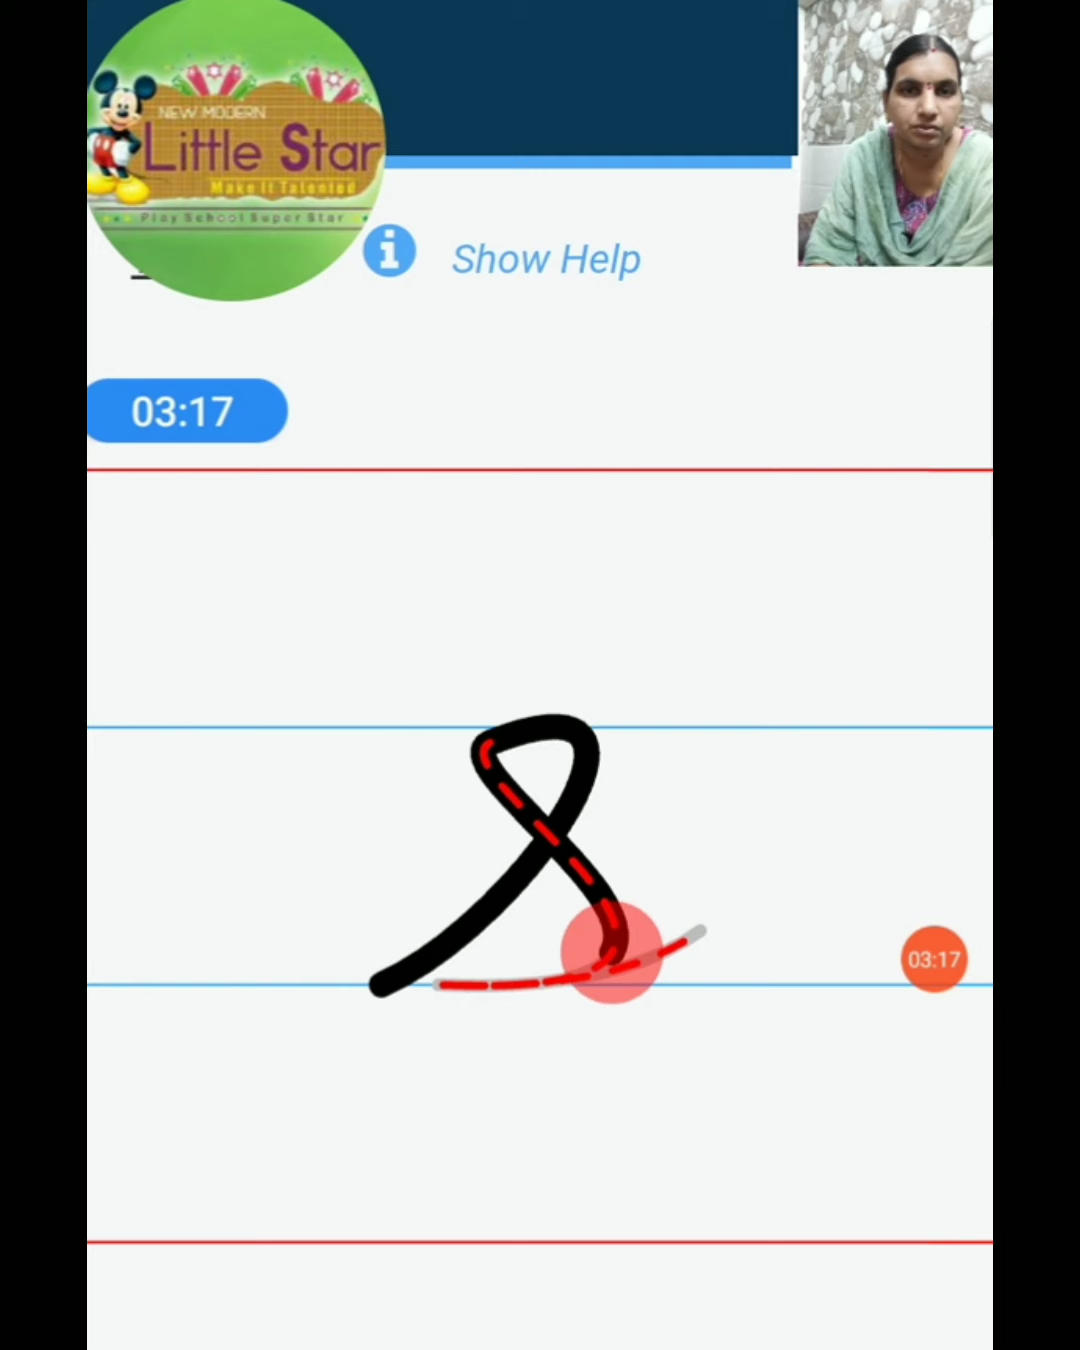 NEW MODERN
Little Star
Make It Talented
Play School Super Star
Show Help
03:17
03:17